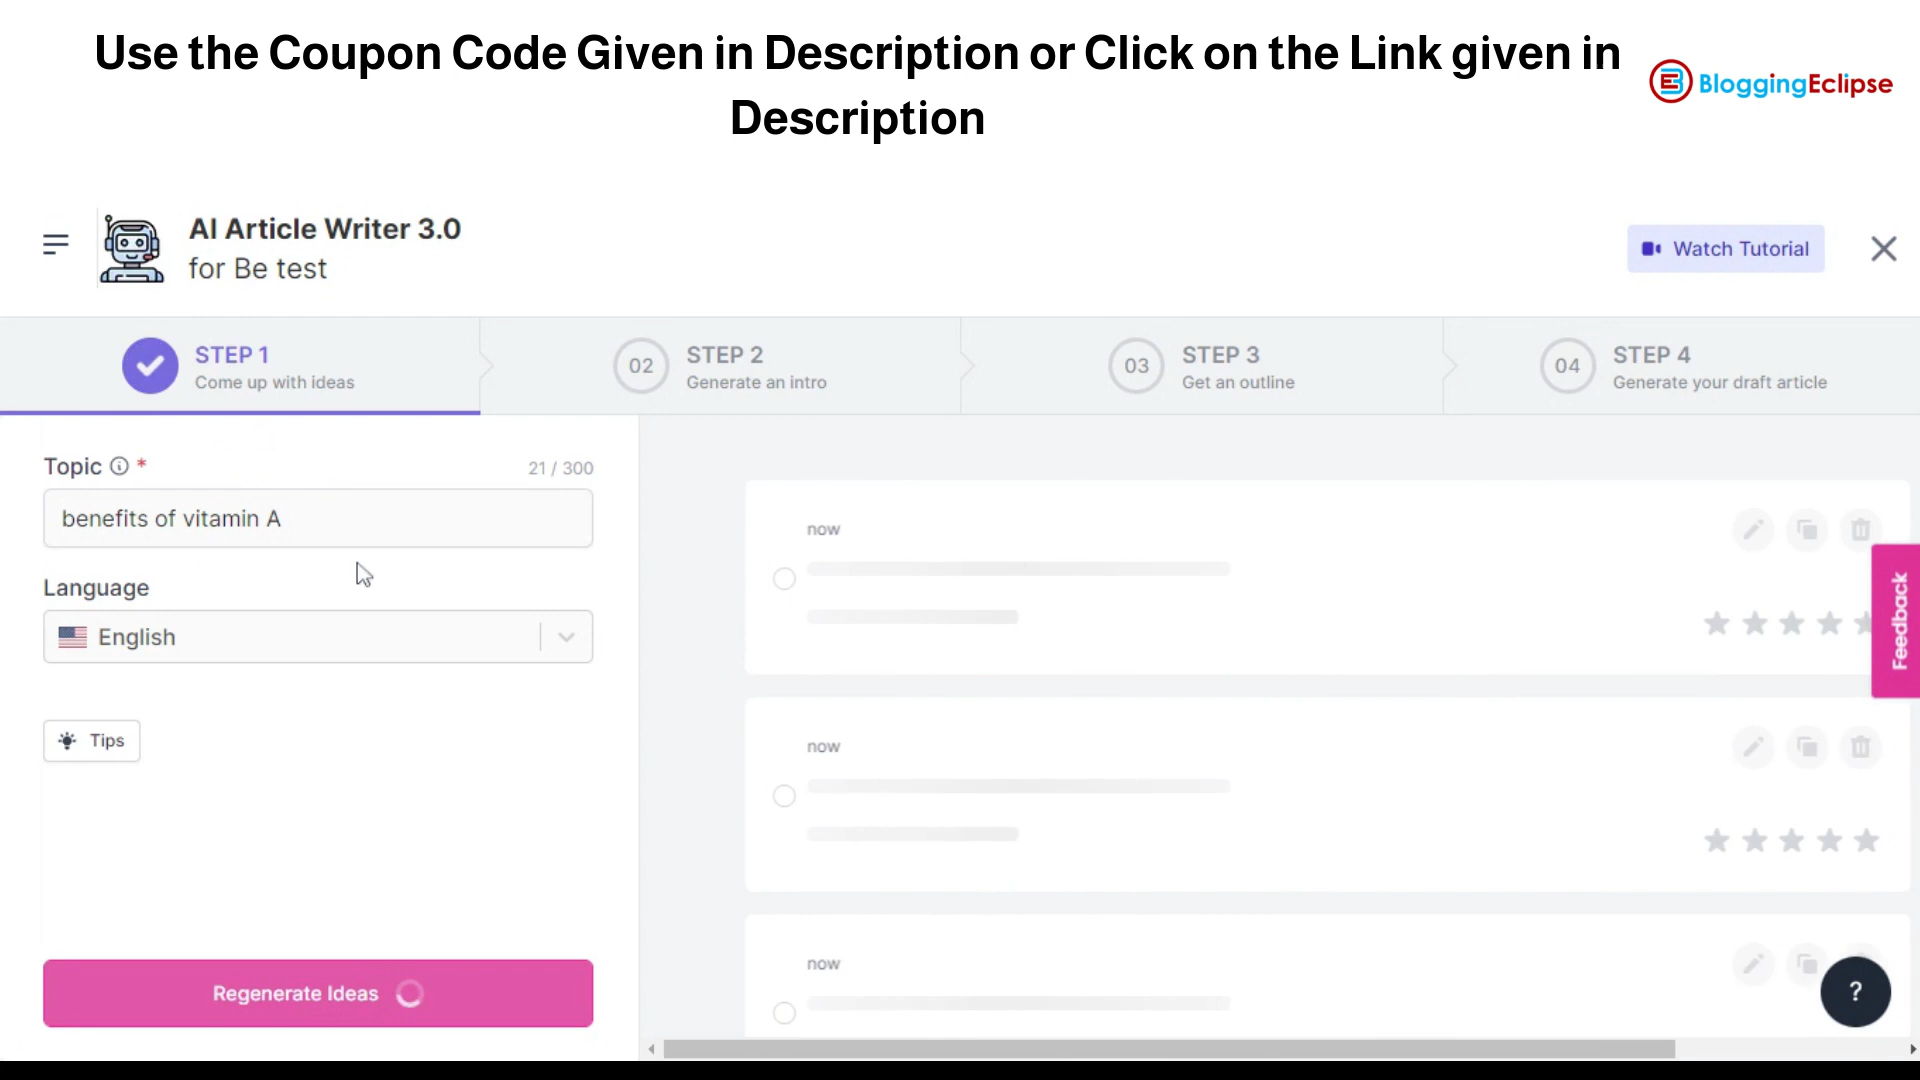 Use the Coupon Code Given in Description or Click on the Link given in
Description
BloggingEclipse
AI Article Writer 3.0
for Be test
Watch Tutorial
STEP 1
Come up with ideas
02
STEP 2
Generate an intro
03
STEP 3
Get an outline
04
STEP 4
Generate your draft article
Topic *
21 / 300
benefits of vitamin A
Language
English
Tips
Regenerate Ideas
now
now
now
Feedback
?